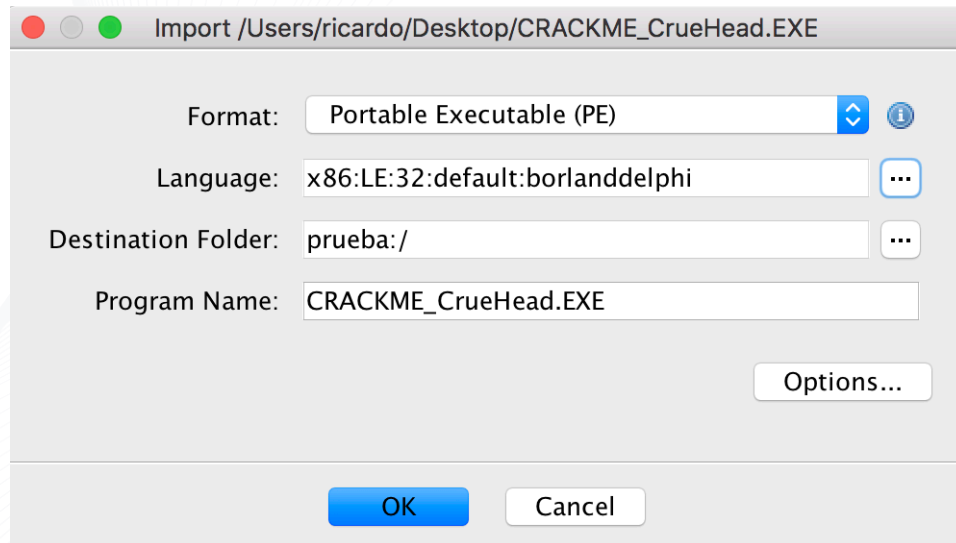 Import /Users/ricardo/Desktop/CRACKME_CrueHead.EXE
Format: Portable Executable (PE)
Language: x86:LE:32:default:borlanddelphi ...
Destination Folder: prueba:/ ...
Program Name: CRACKME_CrueHead.EXE
Options...
OK Cancel